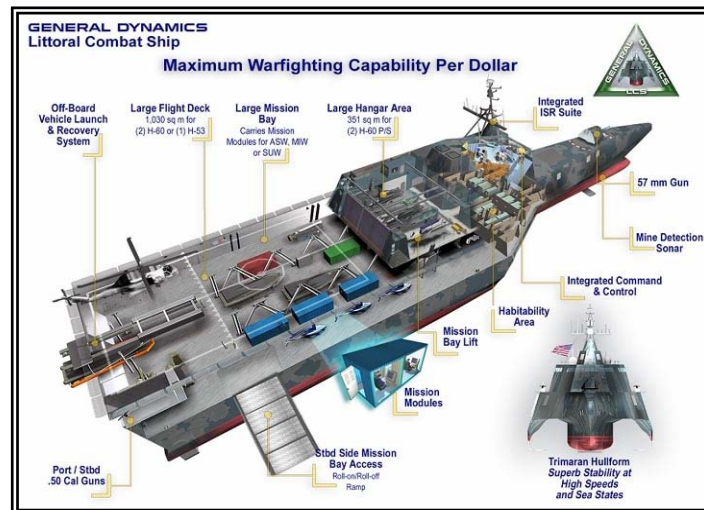 GENERAL DYNAMICS
Littoral Combat Ship
Maximum Warfighting Capability Per Dollar
GENERAL DYNAMICS
LCS
Off-Board
Vehicle Launch
& Recovery
System
Large Flight Deck
1,030 sq m for
(2) H-60 or (1) H-53
Large Mission
Bay
Carries Mission
Modules for ASW, MIW
or SUW
Large Hangar Area
351 sq m for
(2) H-60 P/S
Integrated
ISR Suite
57 mm Gun
Mine Detection
Sonar
Integrated Command
& Control
Habitability
Area
Mission
Bay Lift
Mission
Modules
Stbd Side Mission
Bay Access
Roll-on/Roll-off
Ramp
Port / Stbd
.50 Cal Guns
Trimaran Hullform
Superb Stability at
High Speeds
and Sea States